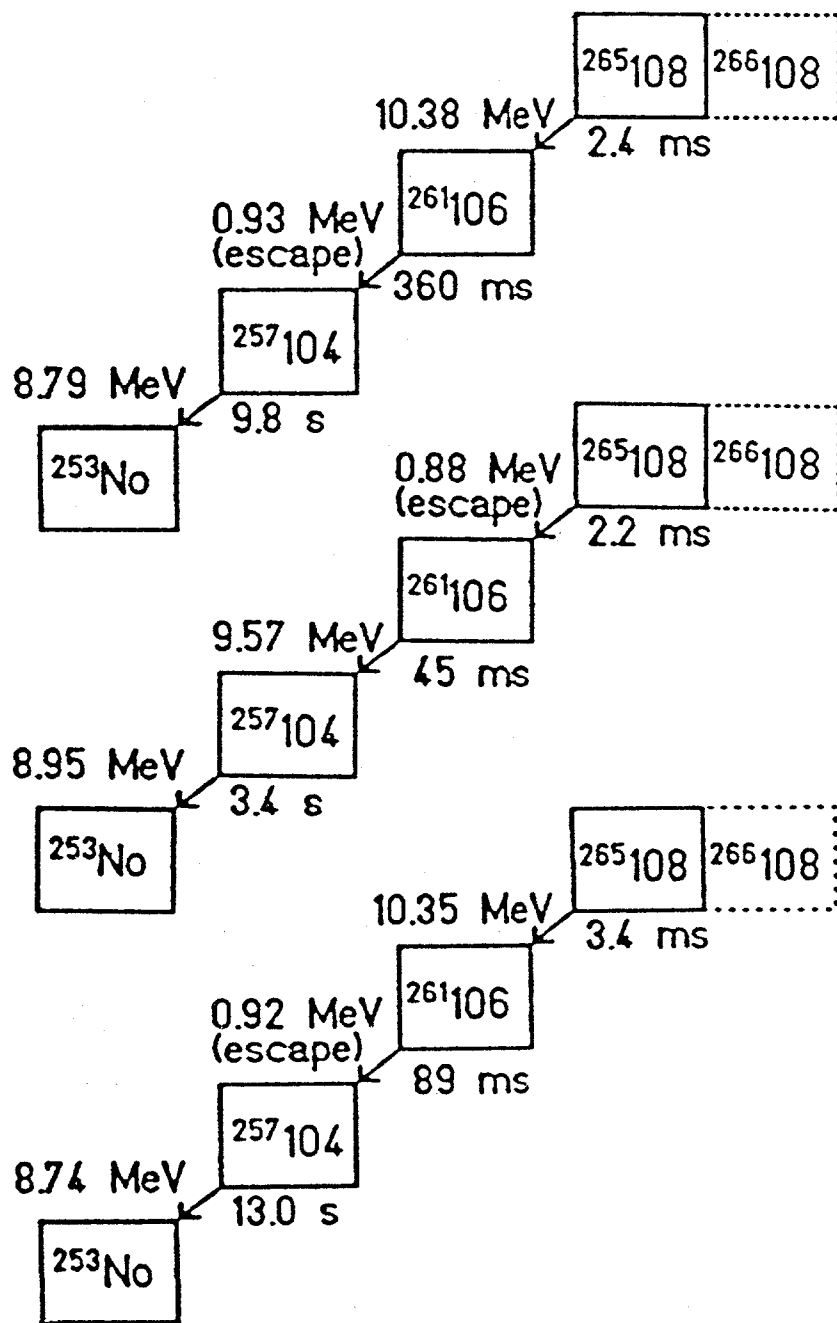 ²⁶⁵108 ²⁶⁶108
10.38 MeV
2.4 ms
²⁶¹106
0.93 MeV
(escape)
360 ms
²⁵⁷104
8.79 MeV
9.8 s
²⁵³No
²⁶⁵108 ²⁶⁶108
0.88 MeV
(escape)
2.2 ms
²⁶¹106
9.57 MeV
45 ms
²⁵⁷104
8.95 MeV
3.4 s
²⁵³No
²⁶⁵108 ²⁶⁶108
10.35 MeV
3.4 ms
²⁶¹106
0.92 MeV
(escape)
89 ms
²⁵⁷104
8.74 MeV
13.0 s
²⁵³No